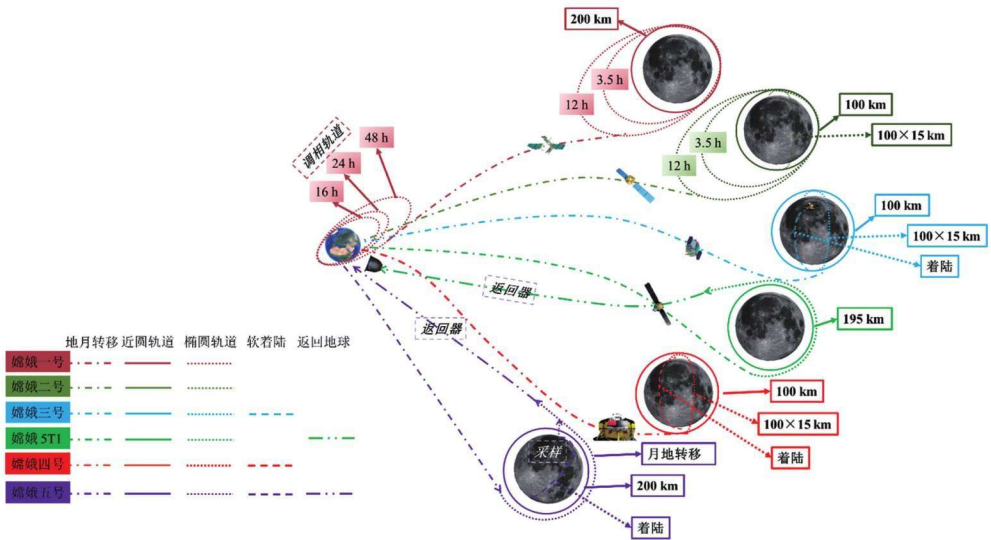 200 km
3.5 h
12 h
100 km
100×15 km
3.5 h
12 h
调相轨道
48 h
24 h
16 h
100 km
100×15 km
着陆
返回器
195 km
返回器
100 km
100×15 km
着陆
采样
月地转移
200 km
着陆
地月转移 近圆轨道 椭圆轨道 软着陆 返回地球
嫦娥一号
嫦娥二号
嫦娥三号
嫦娥5T1
嫦娥四号
嫦娥五号